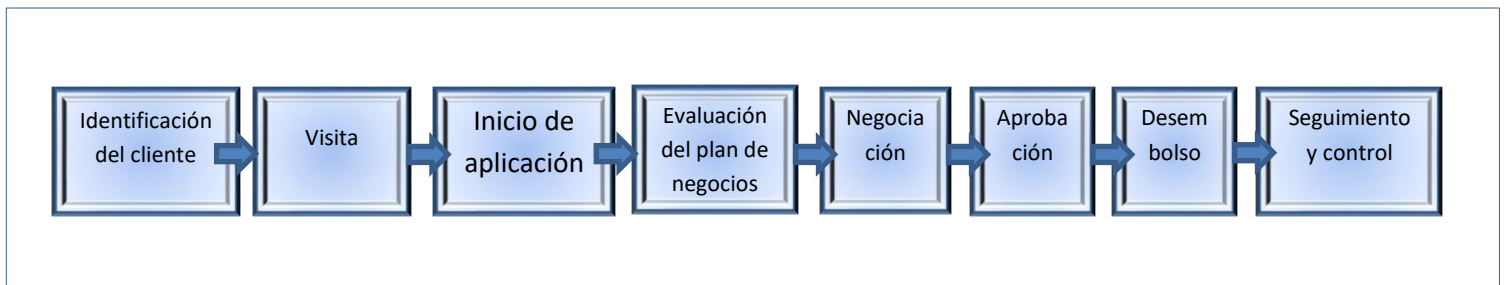 Identificación
del cliente
Visita
Inicio de
aplicación
Evaluación
del plan de
negocios
Negocia
ción
Aproba
ción
Desem
bolso
Seguimiento
y control